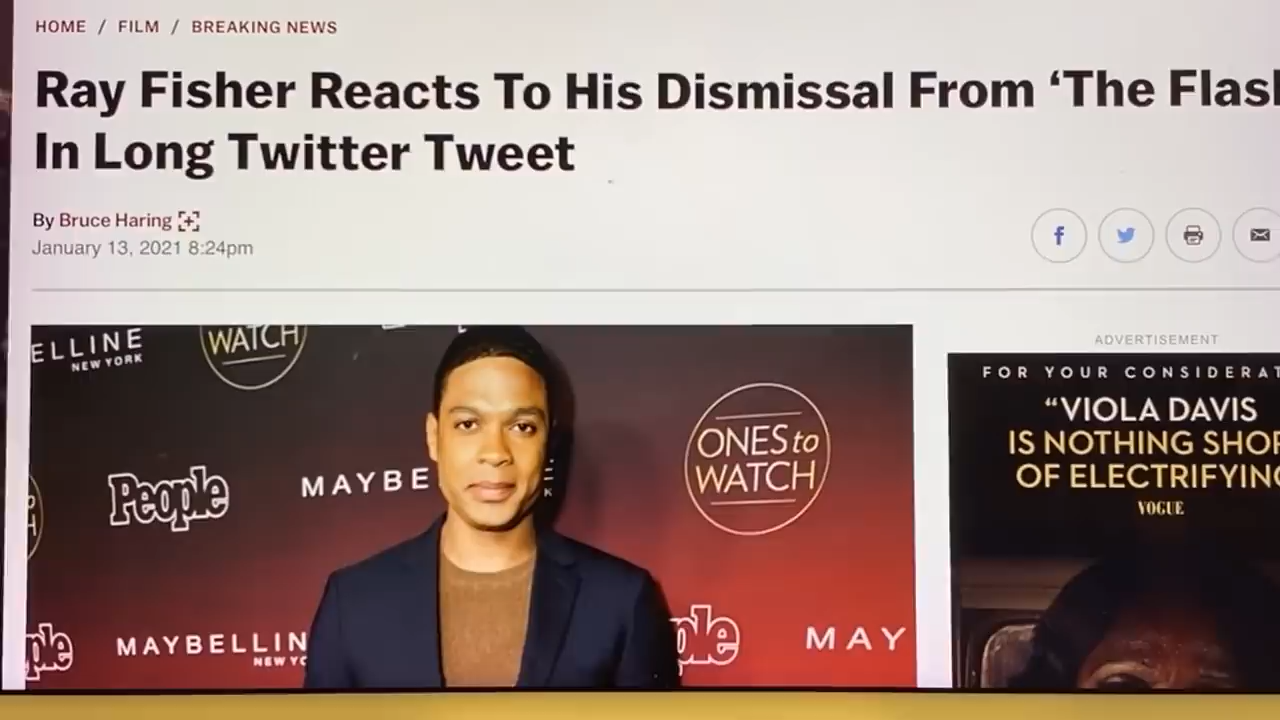 HOME / FILM / BREAKING NEWS
Ray Fisher Reacts To His Dismissal From ‘The Flas
In Long Twitter Tweet
By Bruce Haring
January 13, 2021 8:24pm
ELLINE
NEW YORK
WATCH
People
MAYBE
ONES to
WATCH
ple
MAYBELLIN
NEW YO
ple
MAY
ADVERTISEMENT
FOR YOUR CONSIDERAT
“VIOLA DAVIS
IS NOTHING SHOR
OF ELECTRIFYING
VOGUE